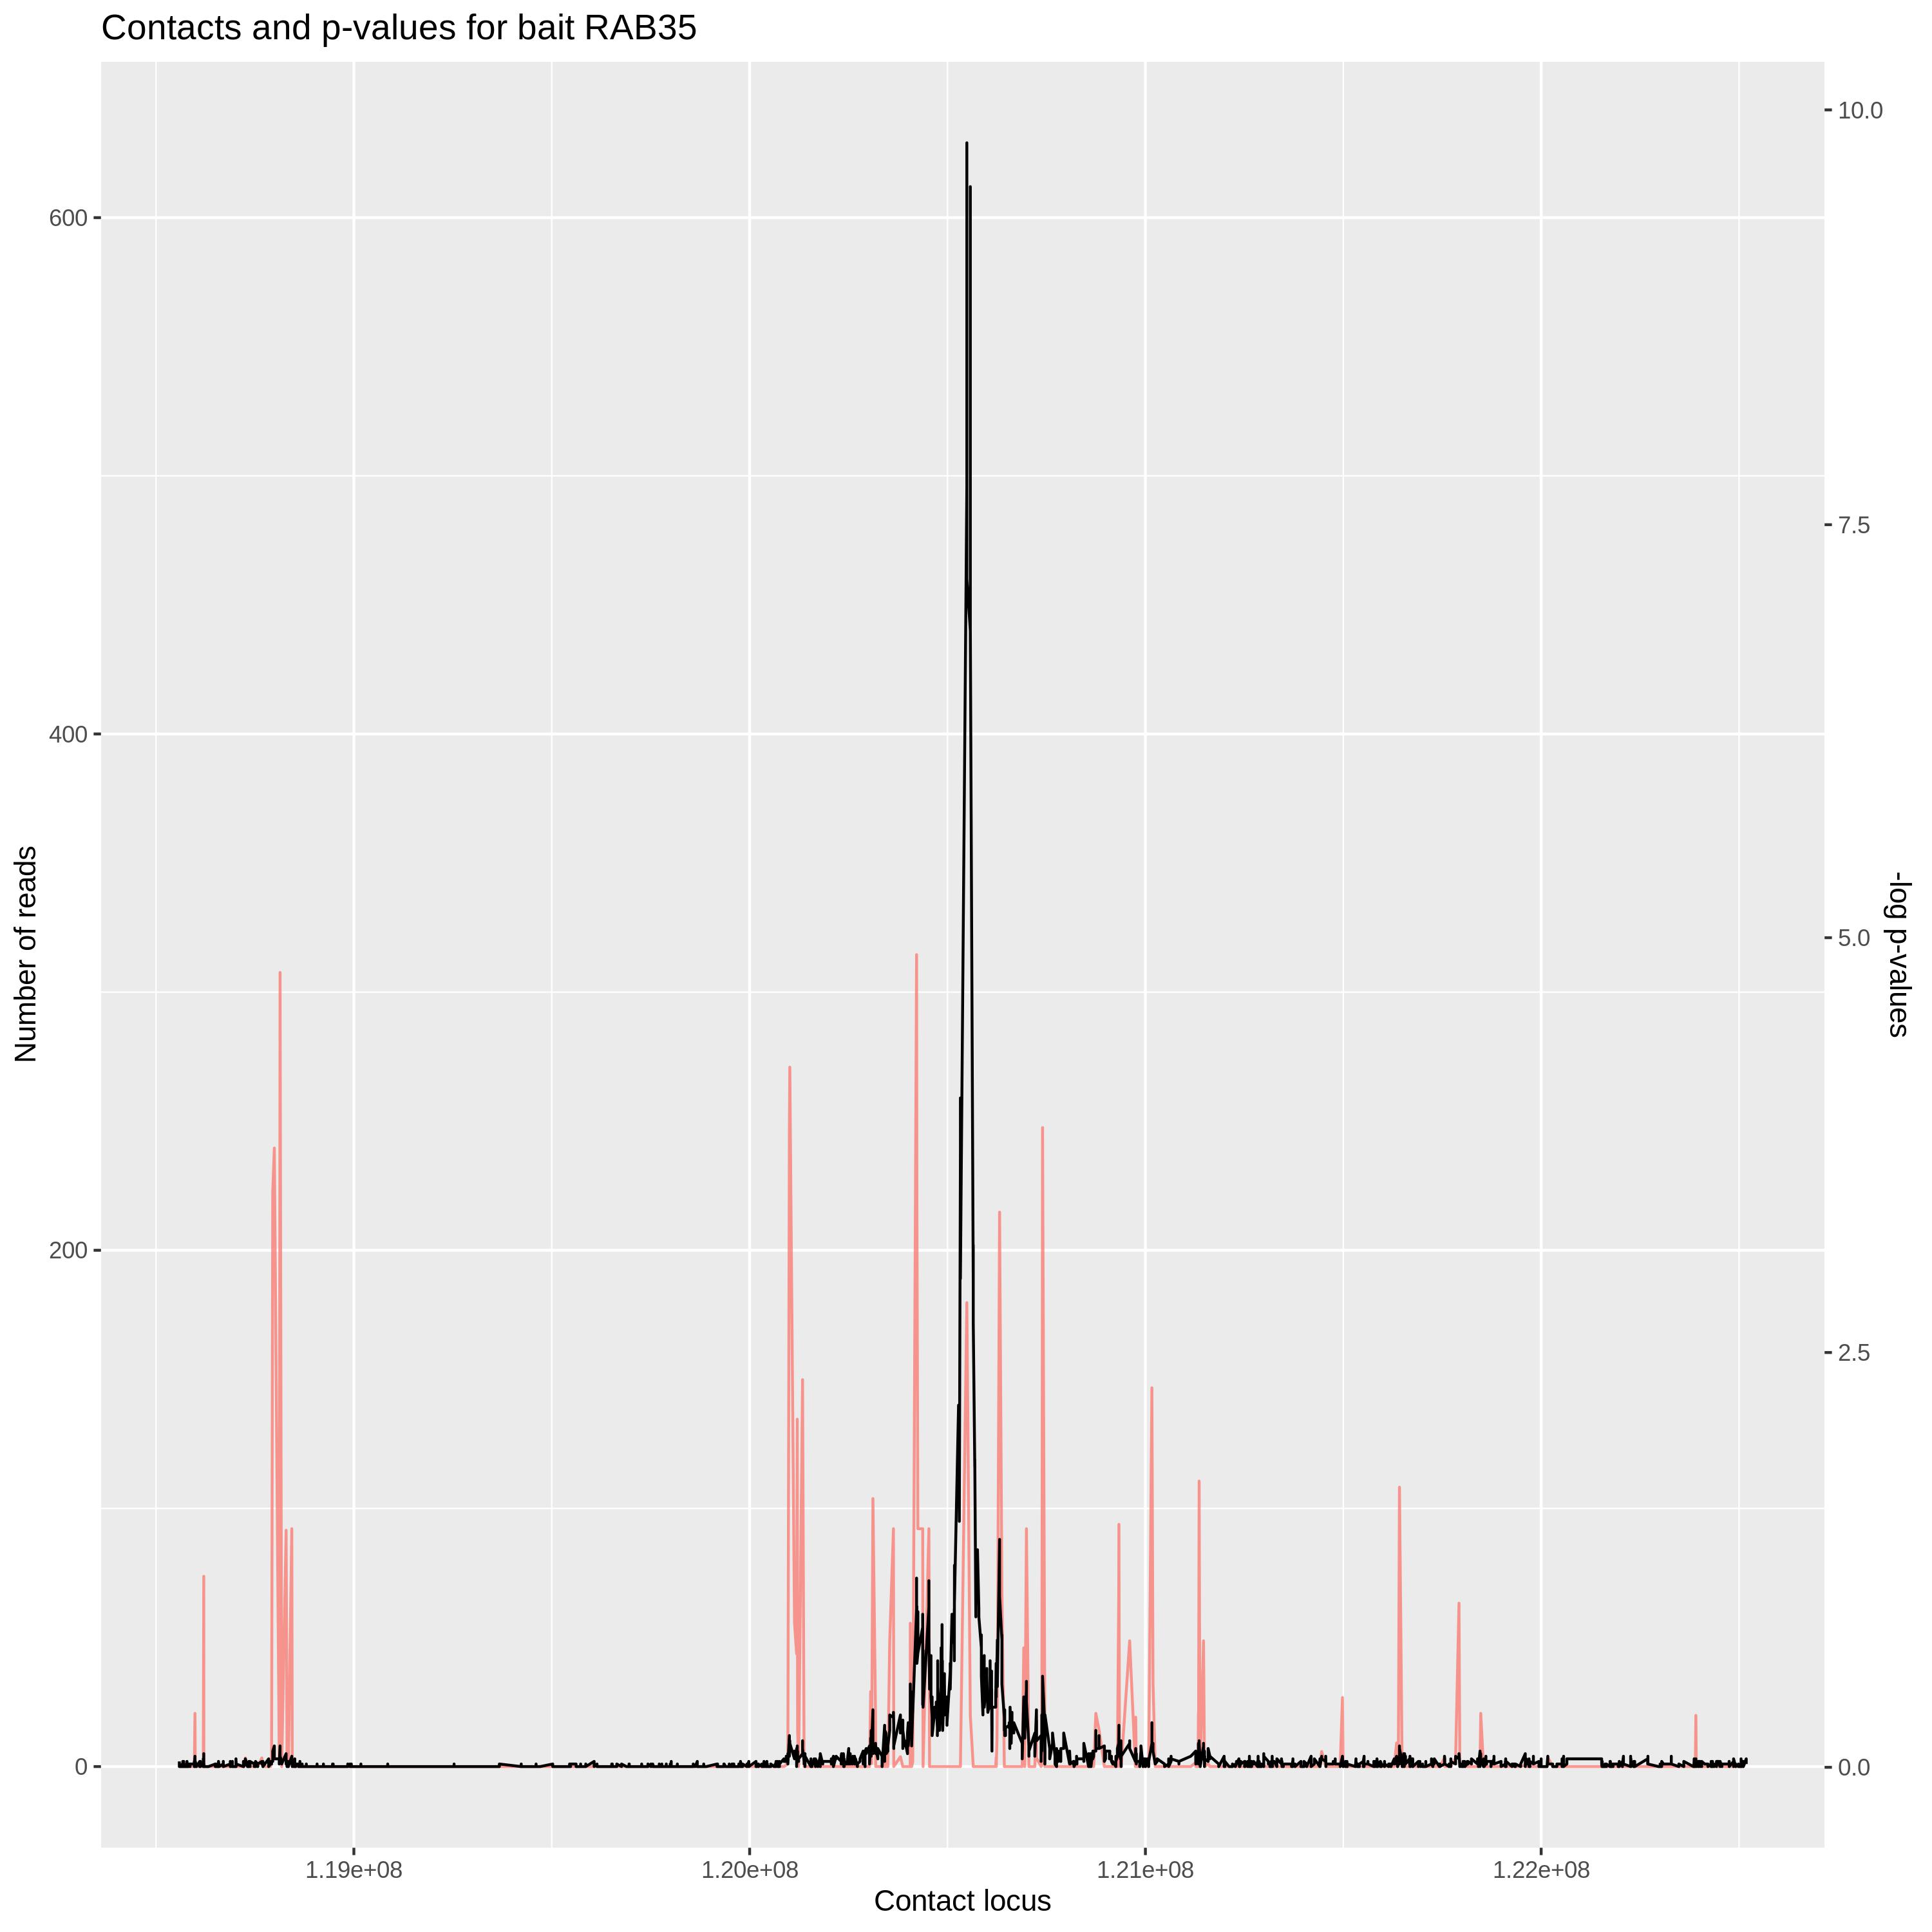 Contacts and p-values for bait RAB35
600
400
200
0
Number of reads
10.0
7.5
5.0
2.5
0.0
-log p-values
1.19e+08
1.20e+08
1.21e+08
1.22e+08
Contact locus